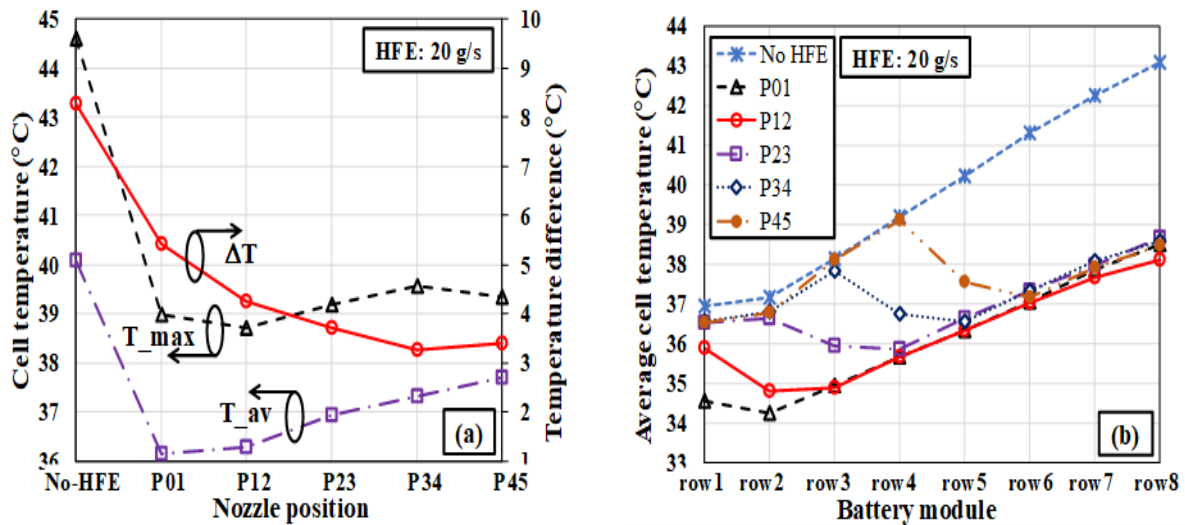 HFE: 20 g/s
Cell temperature (°C)
45
44
43
42
41
40
39
38
37
36
10
9
8
7
6
5
4
3
2
1
Temperature difference (°C)
ΔT
T_max
T_av
(a)
No-HFE P01 P12 P23 P34 P45
Nozzle position
Average cell temperature (°C)
44
43
42
41
40
39
38
37
36
35
34
33
No HFE
P01
P12
P23
P34
P45
HFE: 20 g/s
(b)
row1 row2 row3 row4 row5 row6 row7 row8
Battery module